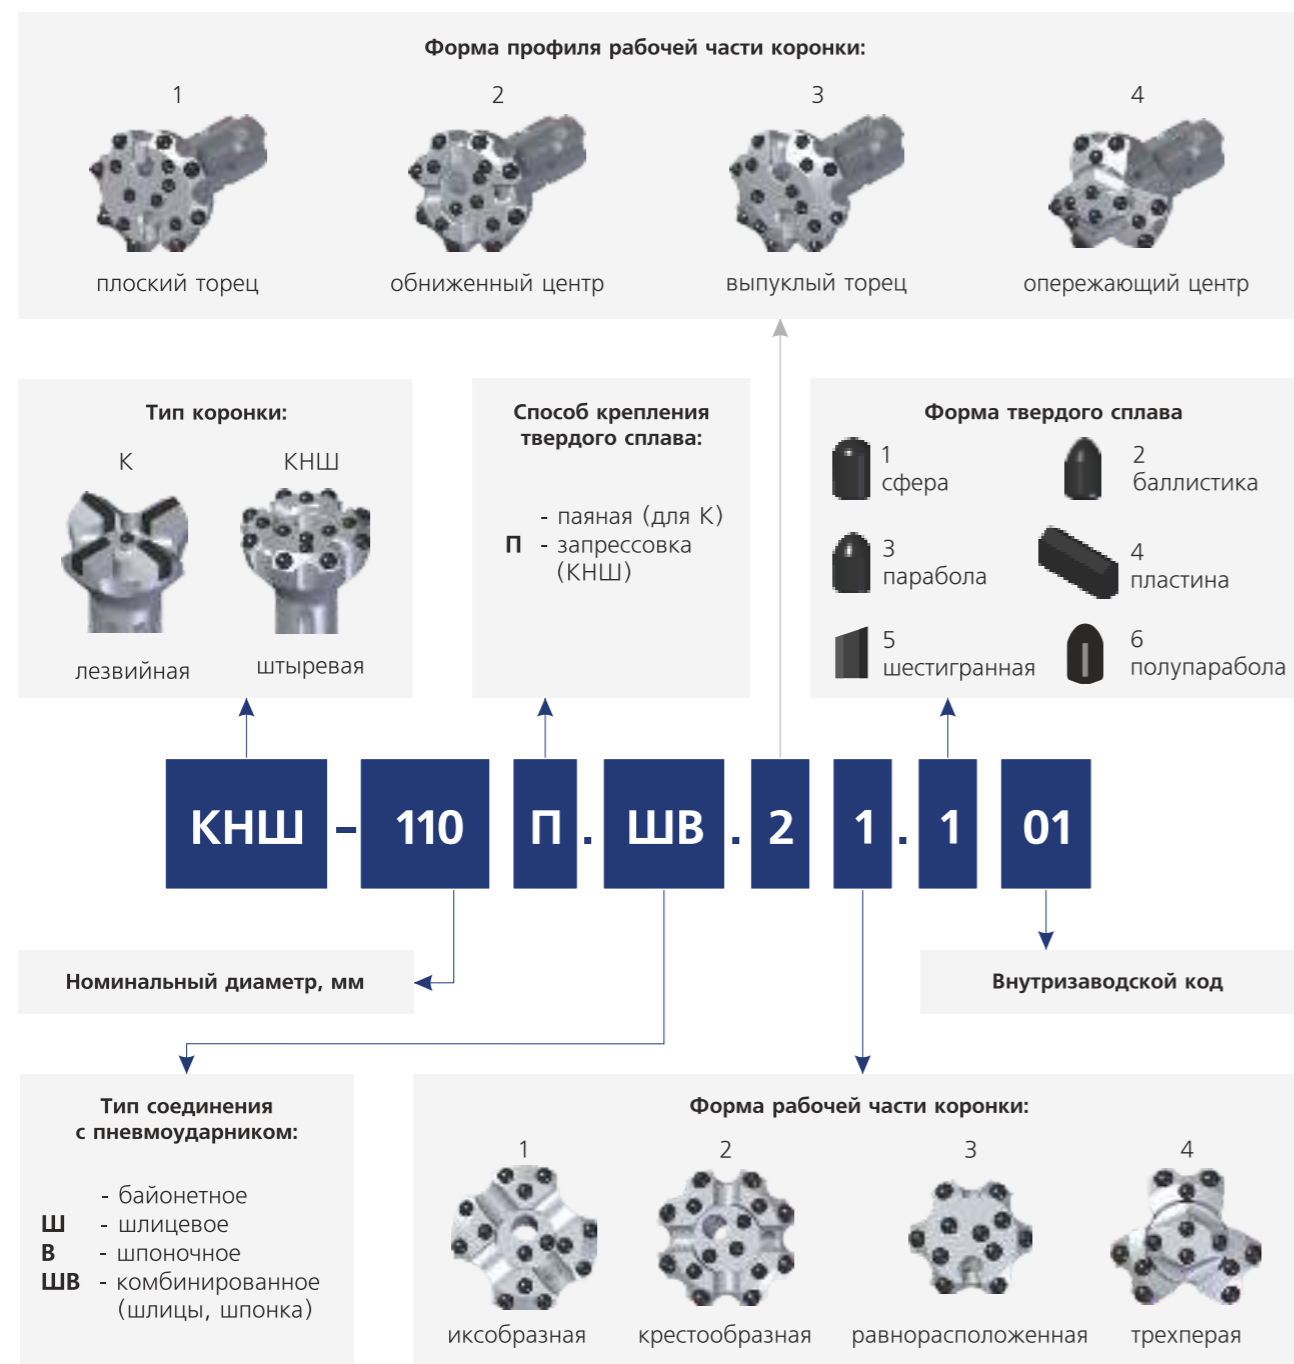 Форма профиля рабочей части коронки:
1 2 3 4
плоский торец обниженный центр выпуклый торец опережающий центр
Тип коронки:
К КНШ
лезвийная штыревая
Способ крепления
твердого сплава:
- паяная (для К)
П - запрессовка
(КНШ)
Форма твердого сплава
1 2
сфера баллистика
3 4
парабола пластина
5 6
шестигранная полупарабола
КНШ – 110 П . ШВ . 2 1 . 1 01
Номинальный диаметр, мм
Внутризаводской код
Тип соединения
с пневмоударником:
- байонетное
Ш - шлицевое
В - шпоночное
ШВ - комбинированное
(шлицы, шпонка)
Форма рабочей части коронки:
1 2 3 4
иксобразная крестообразная равнорасположенная трехперая